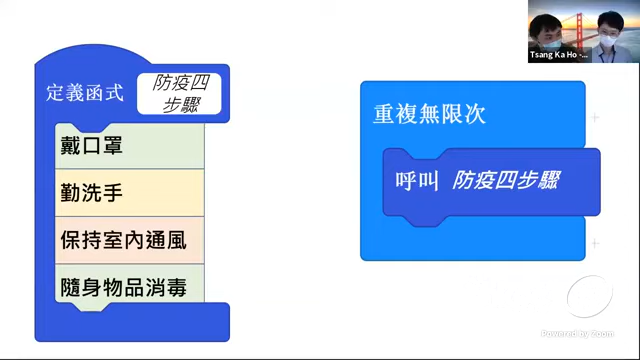 Tsang Ka Ho -...
定義函式
防疫四
步驟
戴口罩
勤洗手
保持室內通風
隨身物品消毒
重複無限次
呼叫 防疫四步驟
Powered by Zoom